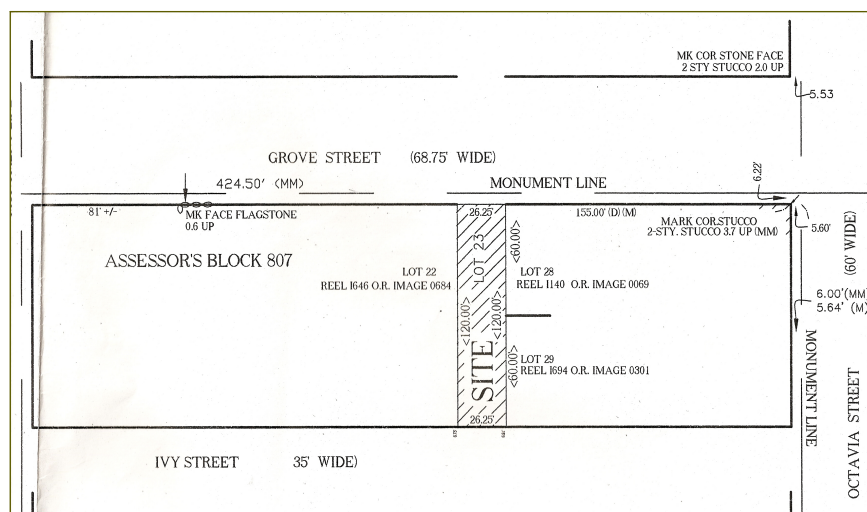 MK COR STONE FACE
2 STY STUCCO 2.0 UP
5.53
GROVE STREET (68.75' WIDE)
6.22'
424.50' (MM)
MONUMENT LINE
81' +/-
MK FACE FLAGSTONE
0.6 UP
26.25'
155.00' (D) (M)
MARK COR.STUCCO
2-STY. STUCCO 3.7 UP (MM)
5.60'
(60' WIDE)
ASSESSOR'S BLOCK 807
LOT 22
REEL I646 O.R. IMAGE 0684
LOT 23
<60.00'>
LOT 28
REEL I140 O.R. IMAGE 0069
6.00'(MM)
5.64' (M)
<120.00'>
<120.00'>
SITE
<60.00'>
LOT 29
REEL I694 O.R. IMAGE 0301
MONUMENT LINE
26.25'
OCTAVIA STREET
IVY STREET 35' WIDE)